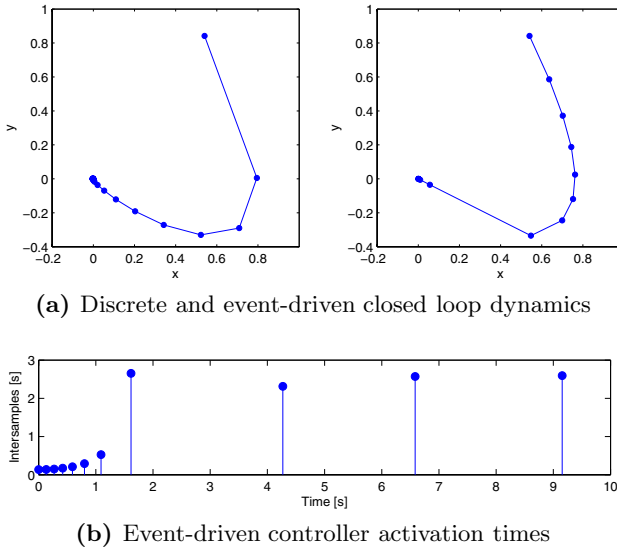 1
0.8
0.6
0.4
0.2
0
−0.2
−0.4
−0.2 0 0.2 0.4 0.6 0.8
x
y
1
0.8
0.6
0.4
0.2
0
−0.2
−0.4
−0.2 0 0.2 0.4 0.6 0.8
x
y
(a) Discrete and event-driven closed loop dynamics
3
2
1
0
0 1 2 3 4 5 6 7 8 9 10
Intersamples [s]
Time [s]
(b) Event-driven controller activation times